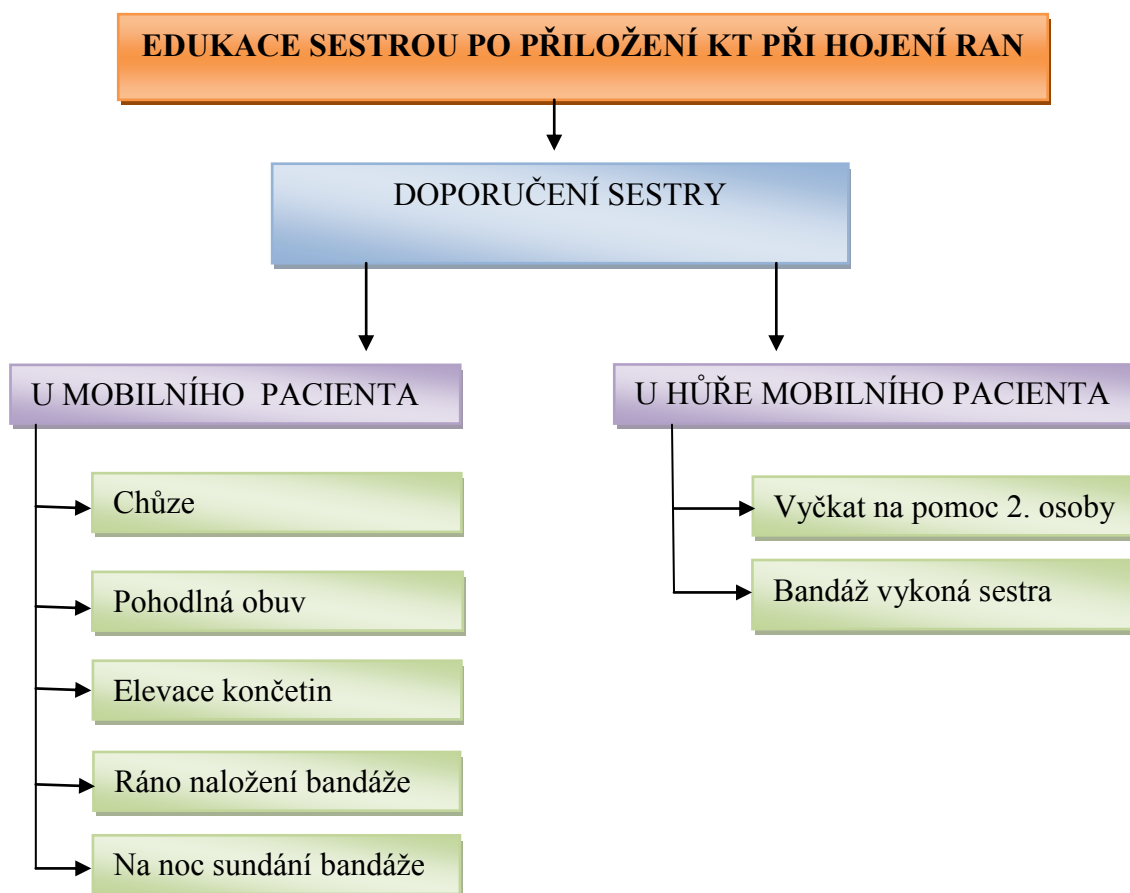 EDUKACE SESTROU PO PŘILOŽENÍ KT PŘI HOJENÍ RAN
DOPORUČENÍ SESTRY
U MOBILNÍHO PACIENTA
Chůze
Pohodlná obuv
Elevace končetin
Ráno naložení bandáže
Na noc sundání bandáže
U HŮŘE MOBILNÍHO PACIENTA
Vyčkat na pomoc 2. osoby
Bandáž vykoná sestra